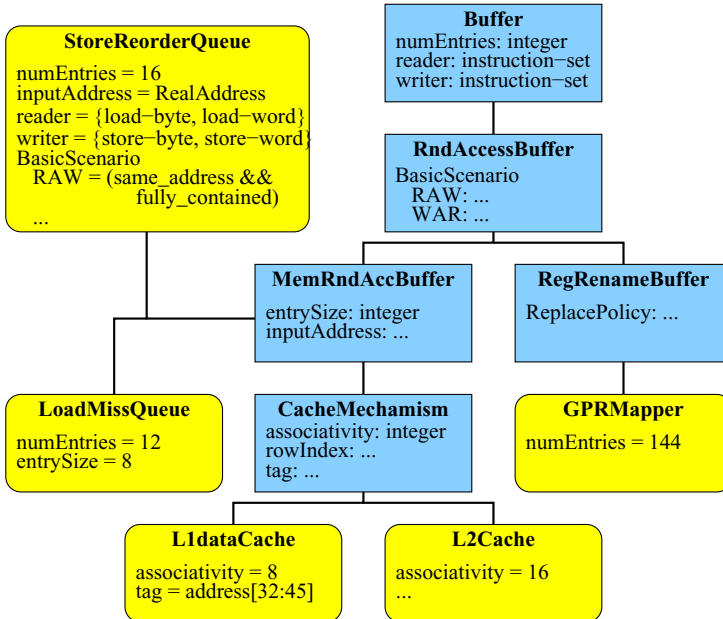 StoreReorderQueue
numEntries = 16
inputAddress = RealAddress
reader = {load−byte, load−word}
writer = {store−byte, store−word}
BasicScenario
RAW = (same_address &&
fully_contained)
...
Buffer
numEntries: integer
reader: instruction−set
writer: instruction−set
RndAccessBuffer
BasicScenario
RAW: ...
WAR: ...
MemRndAccBuffer
entrySize: integer
inputAddress: ...
RegRenameBuffer
ReplacePolicy: ...
LoadMissQueue
numEntries = 12
entrySize = 8
CacheMechamism
associativity: integer
rowIndex: ...
tag: ...
GPRMapper
numEntries = 144
L1dataCache
associativity = 8
tag = address[32:45]
L2Cache
associativity = 16
...